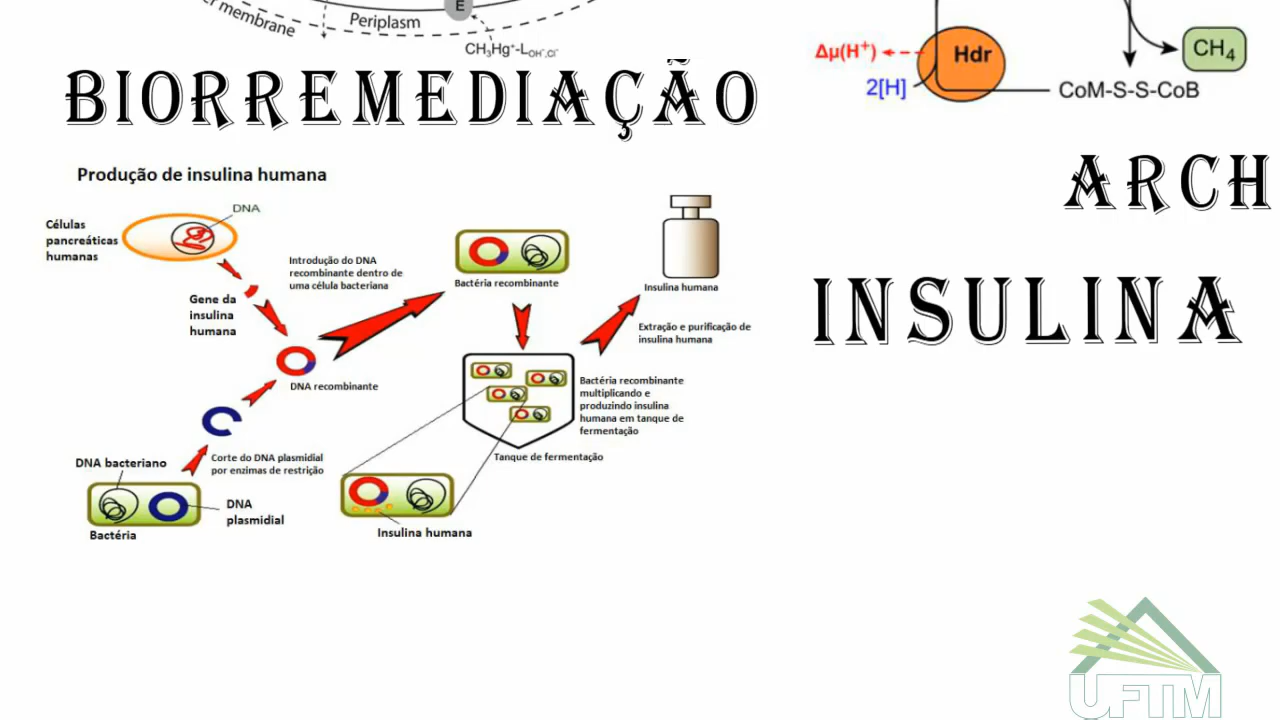 membrane
Periplasm
E
CH₃Hg⁺-L
Δμ(H⁺)
2[H]
Hdr
CH₄
CoM-S-S-CoB
BIORREMEDIAÇÃO
ARCH
INSULINA
Produção de insulina humana
DNA
Células
pancreáticas
humanas
Gene da
insulina
humana
Introdução do DNA
recombinante dentro de
uma célula bacteriana
Bactéria recombinante
Insulina humana
Extração e purificação de
insulina humana
DNA recombinante
Bactéria recombinante
multiplicando e
produzindo insulina
humana em tanque de
fermentação
Tanque de fermentação
Corte do DNA plasmidial
por enzimas de restrição
DNA bacteriano
DNA
plasmidial
Bactéria
Insulina humana
UFTM